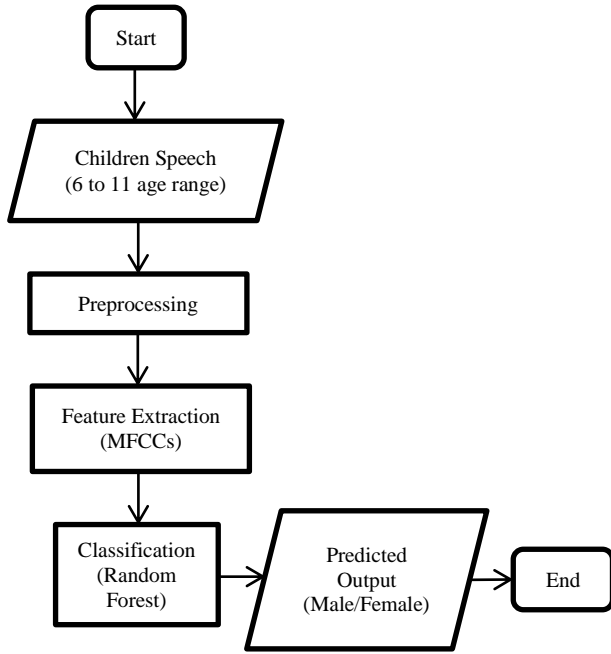 Start
Children Speech
(6 to 11 age range)
Preprocessing
Feature Extraction
(MFCCs)
Classification
(Random
Forest)
Predicted
Output
(Male/Female)
End